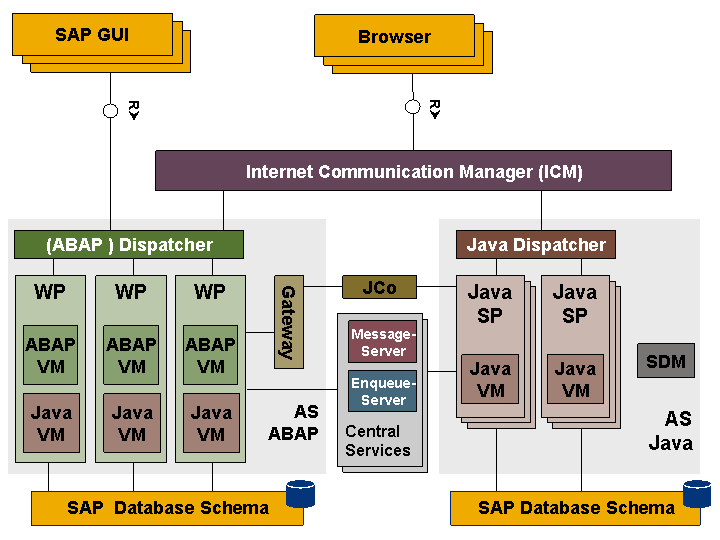 SAP GUI
Browser
R
R
Internet Communication Manager (ICM)
(ABAP ) Dispatcher
Java Dispatcher
WP
WP
WP
Gateway
JCo
Java
SP
Java
SP
ABAP
VM
ABAP
VM
ABAP
VM
Message-
Server
Java
VM
Java
VM
SDM
Enqueue-
Server
Java
VM
Java
VM
Java
VM
AS
ABAP
Central
Services
AS
Java
SAP  Database Schema
SAP Database Schema